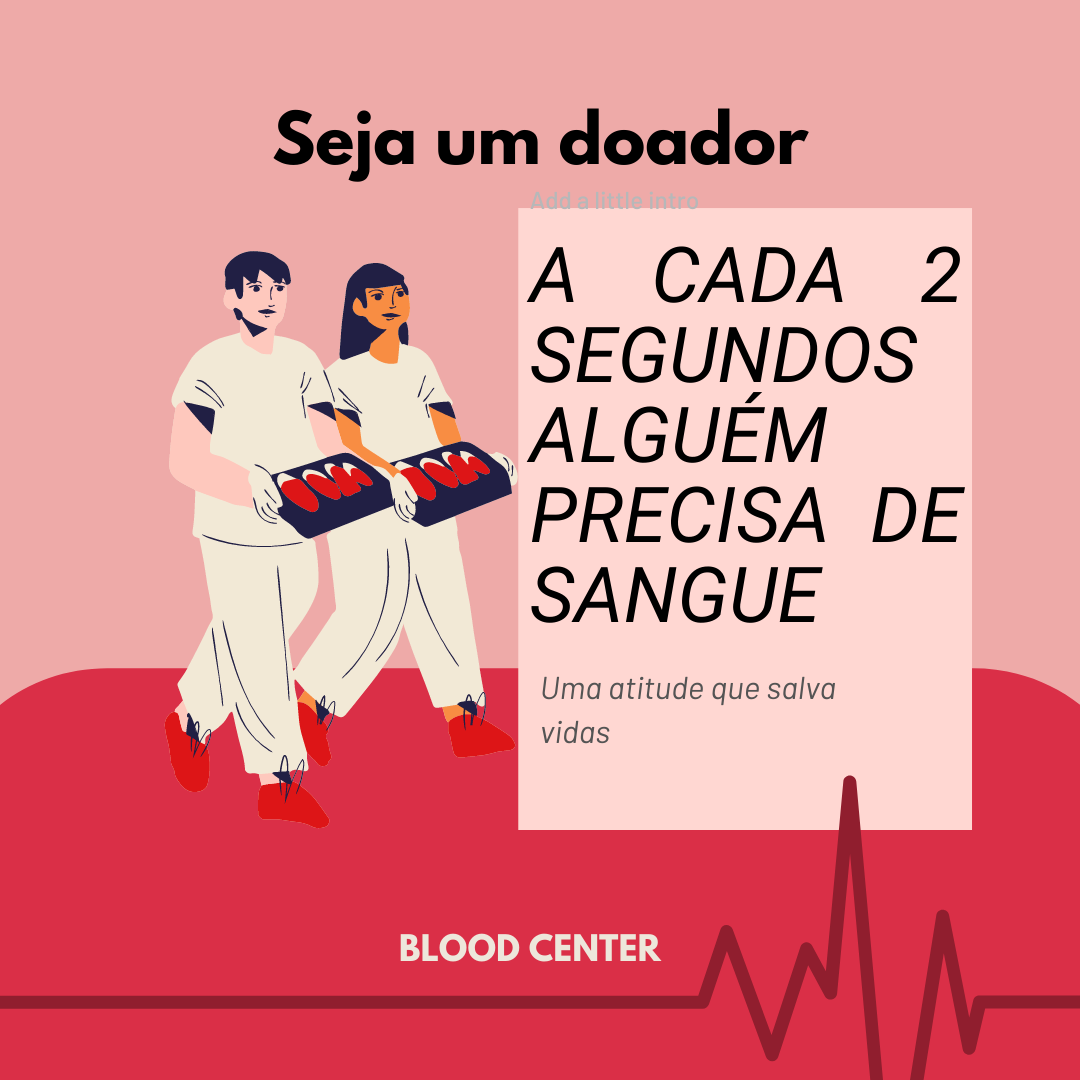 Seja um doador
Add a little intro
A CADA 2
SEGUNDOS
ALGUÉM
PRECISA DE
SANGUE
Uma atitude que salva
vidas
BLOOD CENTER